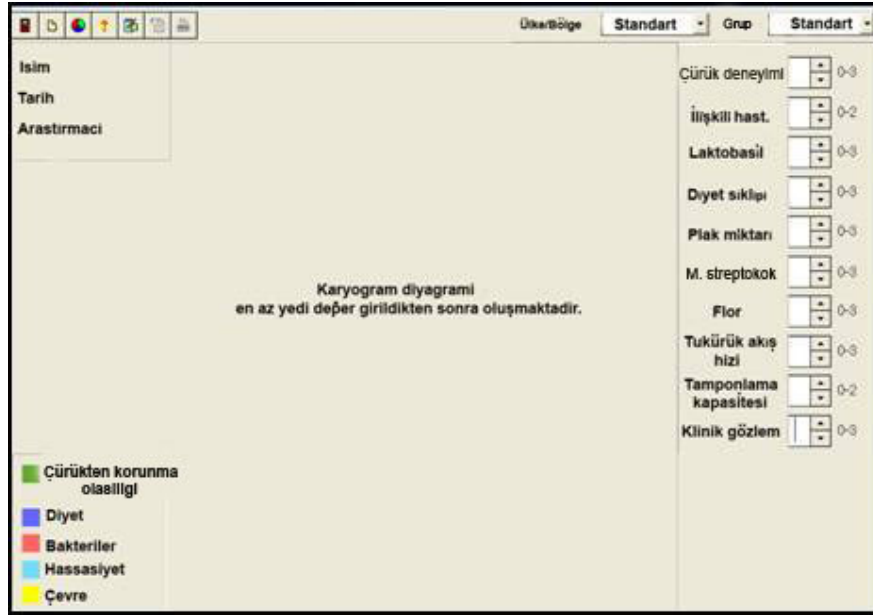 Ülke/Bölge Standart Grup Standart
Isim
Tarih
Arastırmaci
Çürük deneyimi 0-3
İlişkili hast. 0-2
Laktobasil 0-3
Dıyet sıklıpı 0-3
Plak miktarı 0-3
M. streptokok 0-3
Flor 0-3
Tukürük akış
hizi 0-3
Tamponlama
kapasitesi 0-2
Klinik gözlem 0-3
Karyogram diyagrami
en az yedi deþer girildikten sonra oluşmaktadir.
Çürükten korunma
olasiligi
Diyet
Bakteriler
Hassasiyet
Çevre